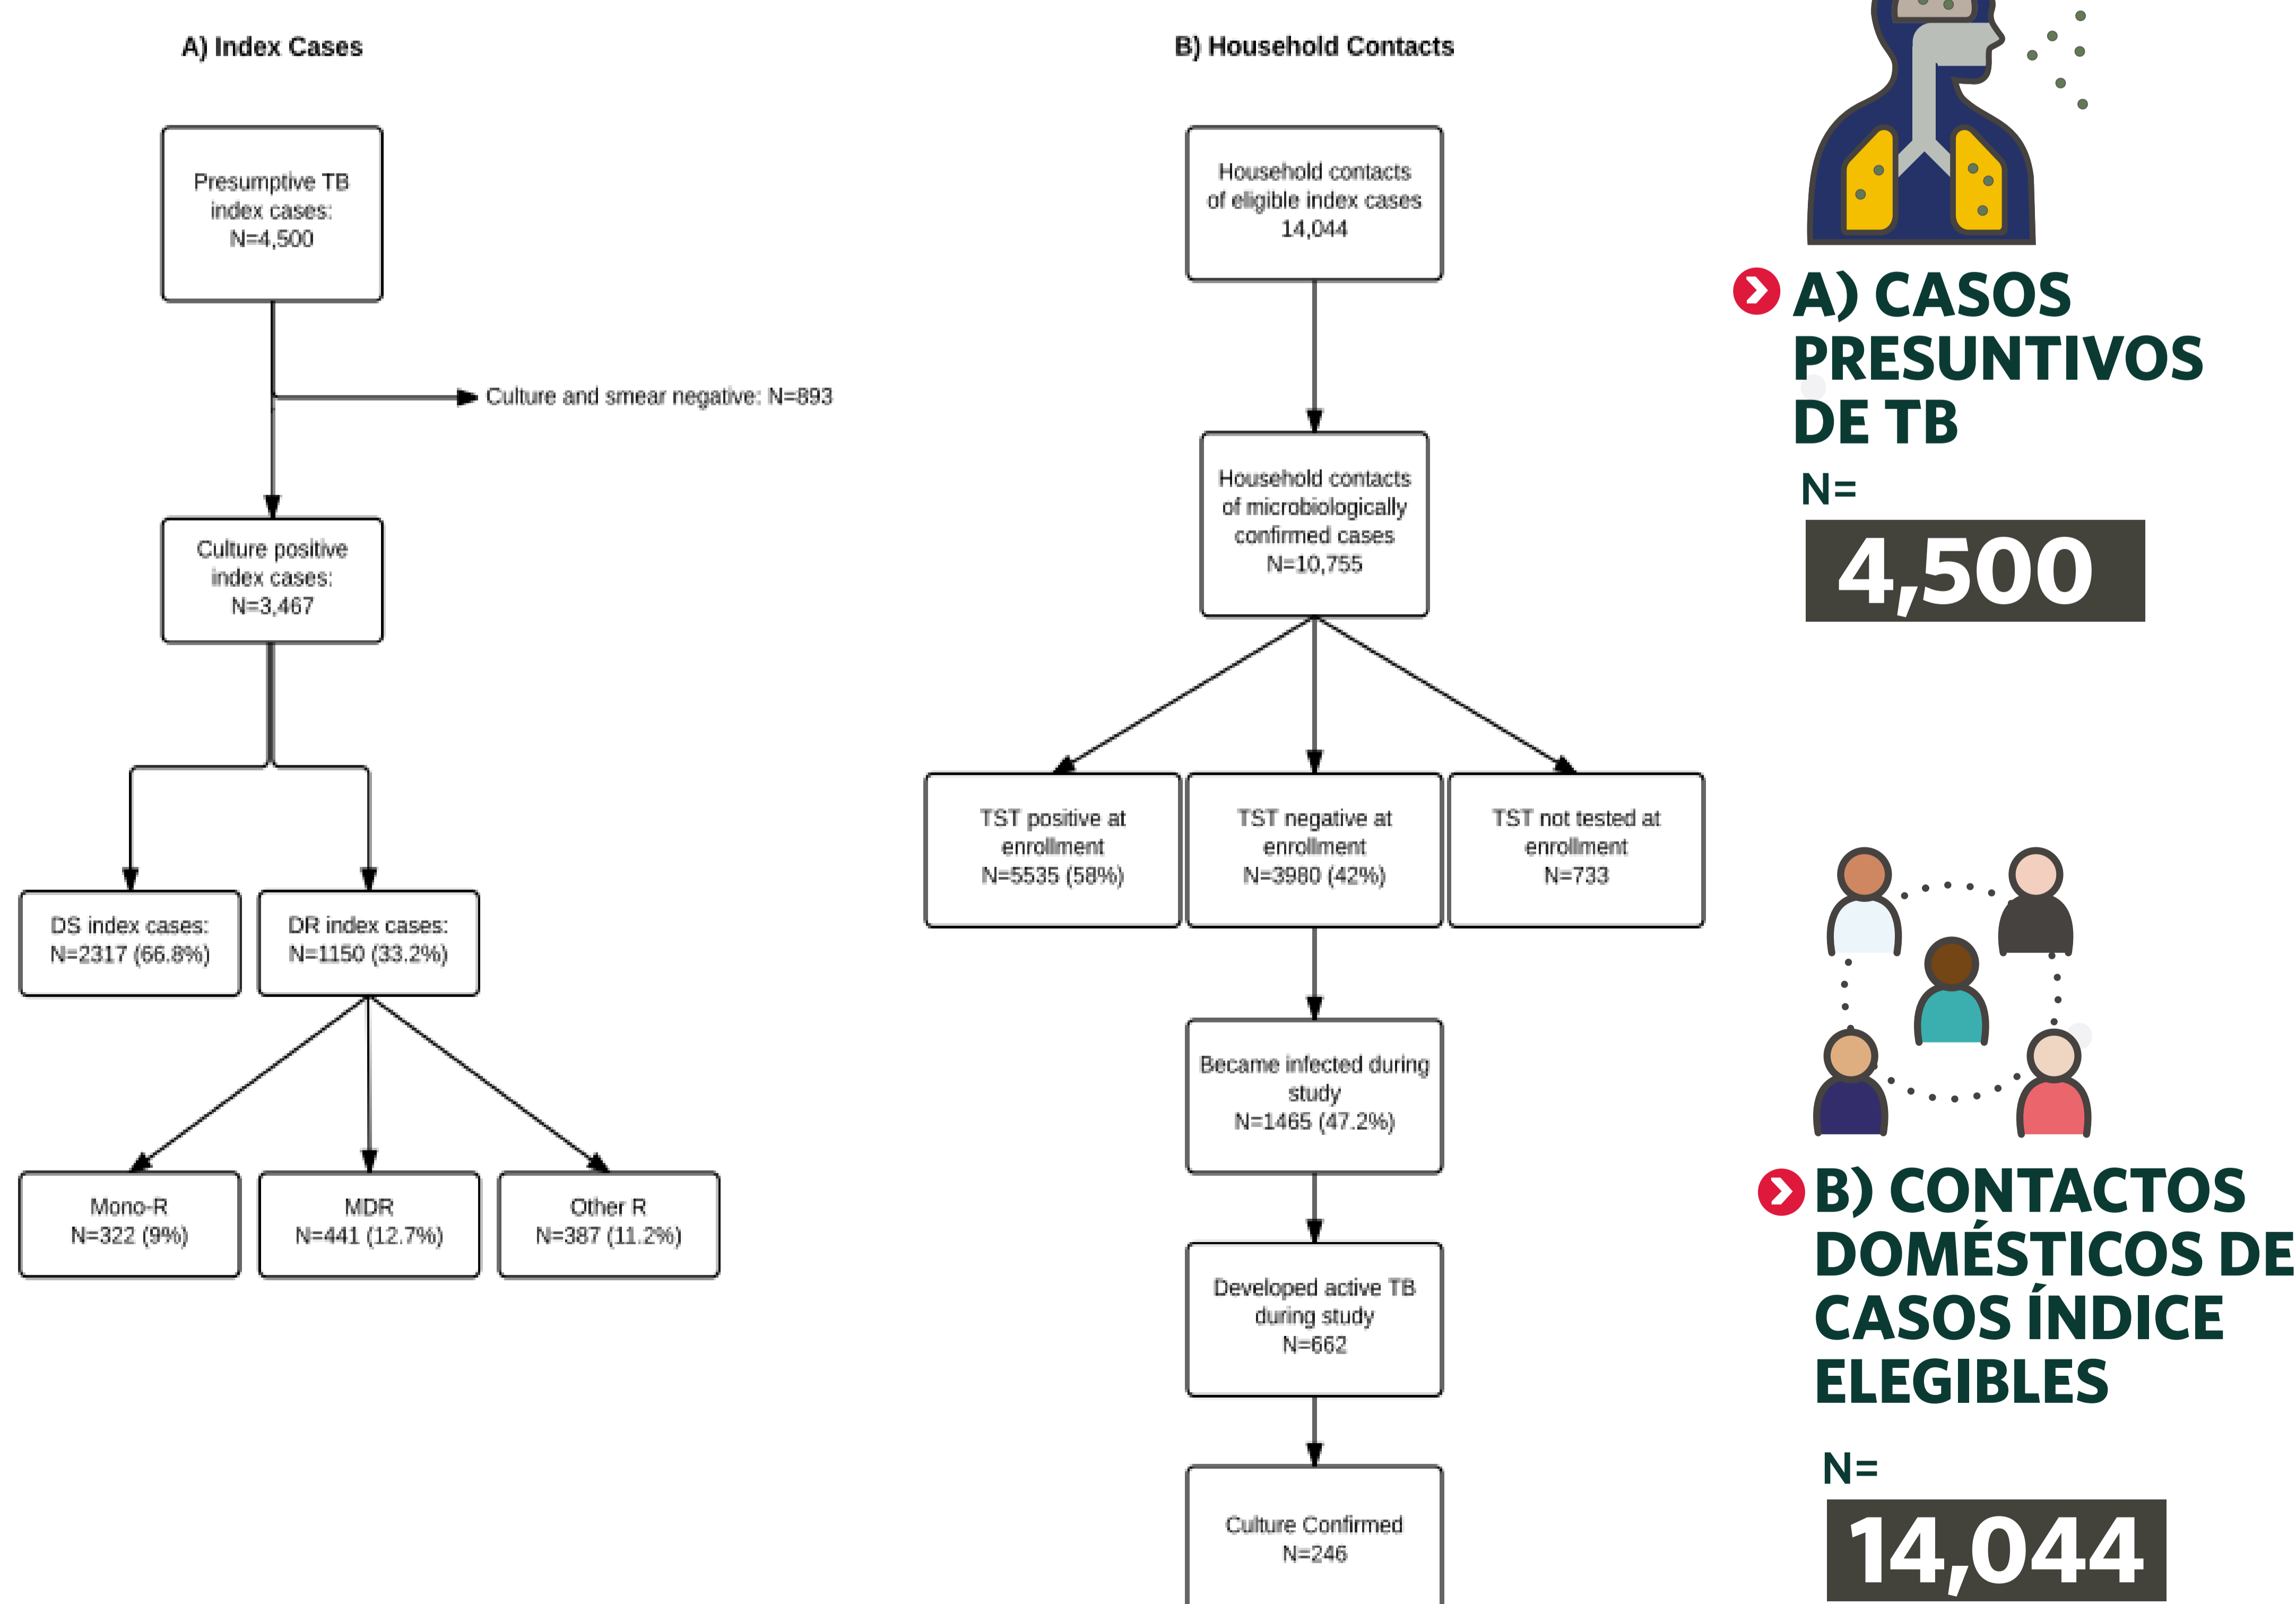 A) Index Cases
Presumptive TB
index cases:
N=4,500
Culture and smear negative: N=893
Culture positive
index cases:
N=3,467
DS index cases:
N=2317 (66.8%)
DR index cases:
N=1150 (33.2%)
Mono-R
N=322 (9%)
MDR
N=441 (12.7%)
Other R
N=387 (11.2%)
B) Household Contacts
Household contacts
of eligible index cases
14,044
Household contacts
of microbiologically
confirmed cases
N=10,755
TST positive at
enrollment
N=5535 (58%)
TST negative at
enrollment
N=3980 (42%)
TST not tested at
enrollment
N=733
Became infected during
study
N=1465 (47.2%)
Developed active TB
during study
N=662
Culture Confirmed
N=246
A) CASOS
PRESUNTIVOS
DE TB
N=
4,500
B) CONTACTOS
DOMÉSTICOS DE
CASOS ÍNDICE
ELEGIBLES
N=
14,044